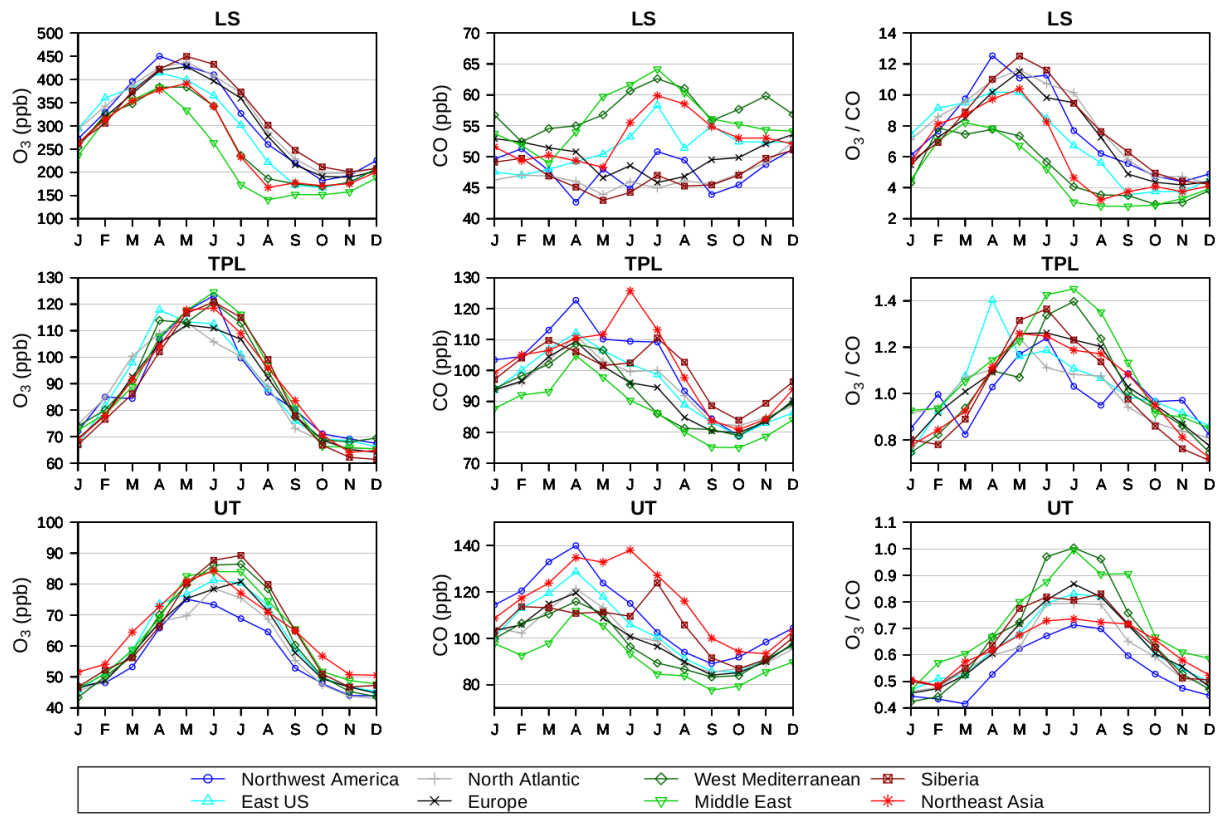 LS LS LS
O3 (ppb)
500
450
400
350
300
250
200
150
100
J F M A M J J A S O N D
CO (ppb)
70
65
60
55
50
45
40
J F M A M J J A S O N D
O3 / CO
14
12
10
8
6
4
2
J F M A M J J A S O N D
TPL TPL TPL
O3 (ppb)
130
120
110
100
90
80
70
60
J F M A M J J A S O N D
CO (ppb)
130
120
110
100
90
80
70
J F M A M J J A S O N D
O3 / CO
1.4
1.2
1.0
0.8
J F M A M J J A S O N D
UT UT UT
O3 (ppb)
100
90
80
70
60
50
40
J F M A M J J A S O N D
CO (ppb)
140
120
100
80
J F M A M J J A S O N D
O3 / CO
1.1
1.0
0.9
0.8
0.7
0.6
0.5
0.4
J F M A M J J A S O N D
Northwest America North Atlantic West Mediterranean Siberia
East US Europe Middle East Northeast Asia